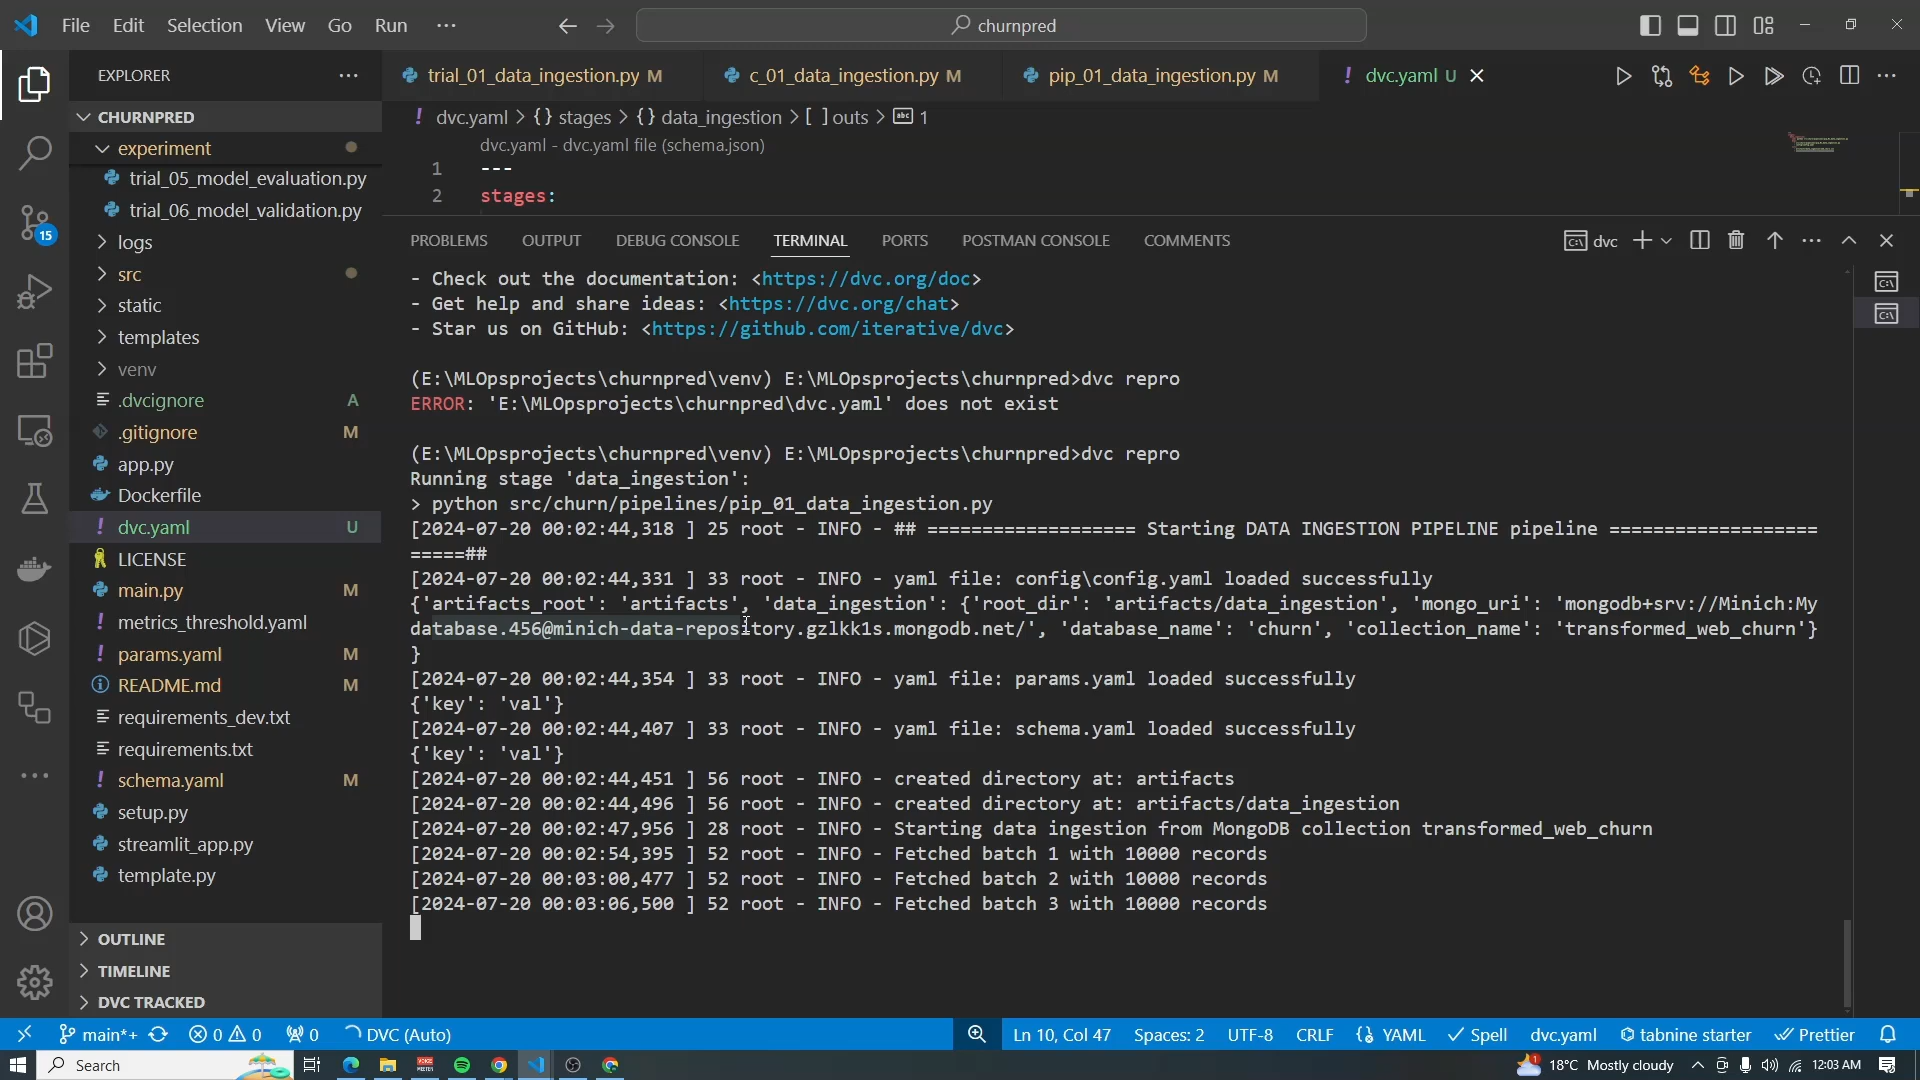 File Edit Selection View Go Run ··· churnpred
EXPLORER ···
CHURNPRED
experiment
trial_05_model_evaluation.py
trial_06_model_validation.py
logs
src
static
templates
venv
.dvcignore A
.gitignore M
app.py
Dockerfile
dvc.yaml U
LICENSE
main.py M
metrics_threshold.yaml
params.yaml M
README.md M
requirements_dev.txt
requirements.txt
schema.yaml M
setup.py
streamlit_app.py
template.py
OUTLINE
TIMELINE
DVC TRACKED
15
trial_01_data_ingestion.py M c_01_data_ingestion.py M pip_01_data_ingestion.py M ! dvc.yaml U
! dvc.yaml > {} stages > {} data_ingestion > [ ] outs > abc 1
dvc.yaml - dvc.yaml file (schema.json)
1 ---
2 stages:
PROBLEMS OUTPUT DEBUG CONSOLE TERMINAL PORTS POSTMAN CONSOLE COMMENTS dvc
- Check out the documentation: <https://dvc.org/doc>
- Get help and share ideas: <https://dvc.org/chat>
- Star us on GitHub: <https://github.com/iterative/dvc>
(E:\MLOpsprojects\churnpred\venv) E:\MLOpsprojects\churnpred>dvc repro
ERROR: 'E:\MLOpsprojects\churnpred\dvc.yaml' does not exist
(E:\MLOpsprojects\churnpred\venv) E:\MLOpsprojects\churnpred>dvc repro
Running stage 'data_ingestion':
> python src/churn/pipelines/pip_01_data_ingestion.py
[2024-07-20 00:02:44,318 ] 25 root - INFO - ## =================== Starting DATA INGESTION PIPELINE pipeline ===================
=====##
[2024-07-20 00:02:44,331 ] 33 root - INFO - yaml file: config\config.yaml loaded successfully
{'artifacts_root': 'artifacts', 'data_ingestion': {'root_dir': 'artifacts/data_ingestion', 'mongo_uri': 'mongodb+srv://Minich:My
database.456@minich-data-repository.gzlkk1s.mongodb.net/', 'database_name': 'churn', 'collection_name': 'transformed_web_churn'}
}
[2024-07-20 00:02:44,354 ] 33 root - INFO - yaml file: params.yaml loaded successfully
{'key': 'val'}
[2024-07-20 00:02:44,407 ] 33 root - INFO - yaml file: schema.yaml loaded successfully
{'key': 'val'}
[2024-07-20 00:02:44,451 ] 56 root - INFO - created directory at: artifacts
[2024-07-20 00:02:44,496 ] 56 root - INFO - created directory at: artifacts/data_ingestion
[2024-07-20 00:02:47,956 ] 28 root - INFO - Starting data ingestion from MongoDB collection transformed_web_churn
[2024-07-20 00:02:54,395 ] 52 root - INFO - Fetched batch 1 with 10000 records
[2024-07-20 00:03:00,477 ] 52 root - INFO - Fetched batch 2 with 10000 records
[2024-07-20 00:03:06,500 ] 52 root - INFO - Fetched batch 3 with 10000 records
main*+ 0 0 0 DVC (Auto) Ln 10, Col 47 Spaces: 2 UTF-8 CRLF YAML Spell dvc.yaml tabnine starter Prettier
Search 18°C Mostly cloudy 12:03 AM